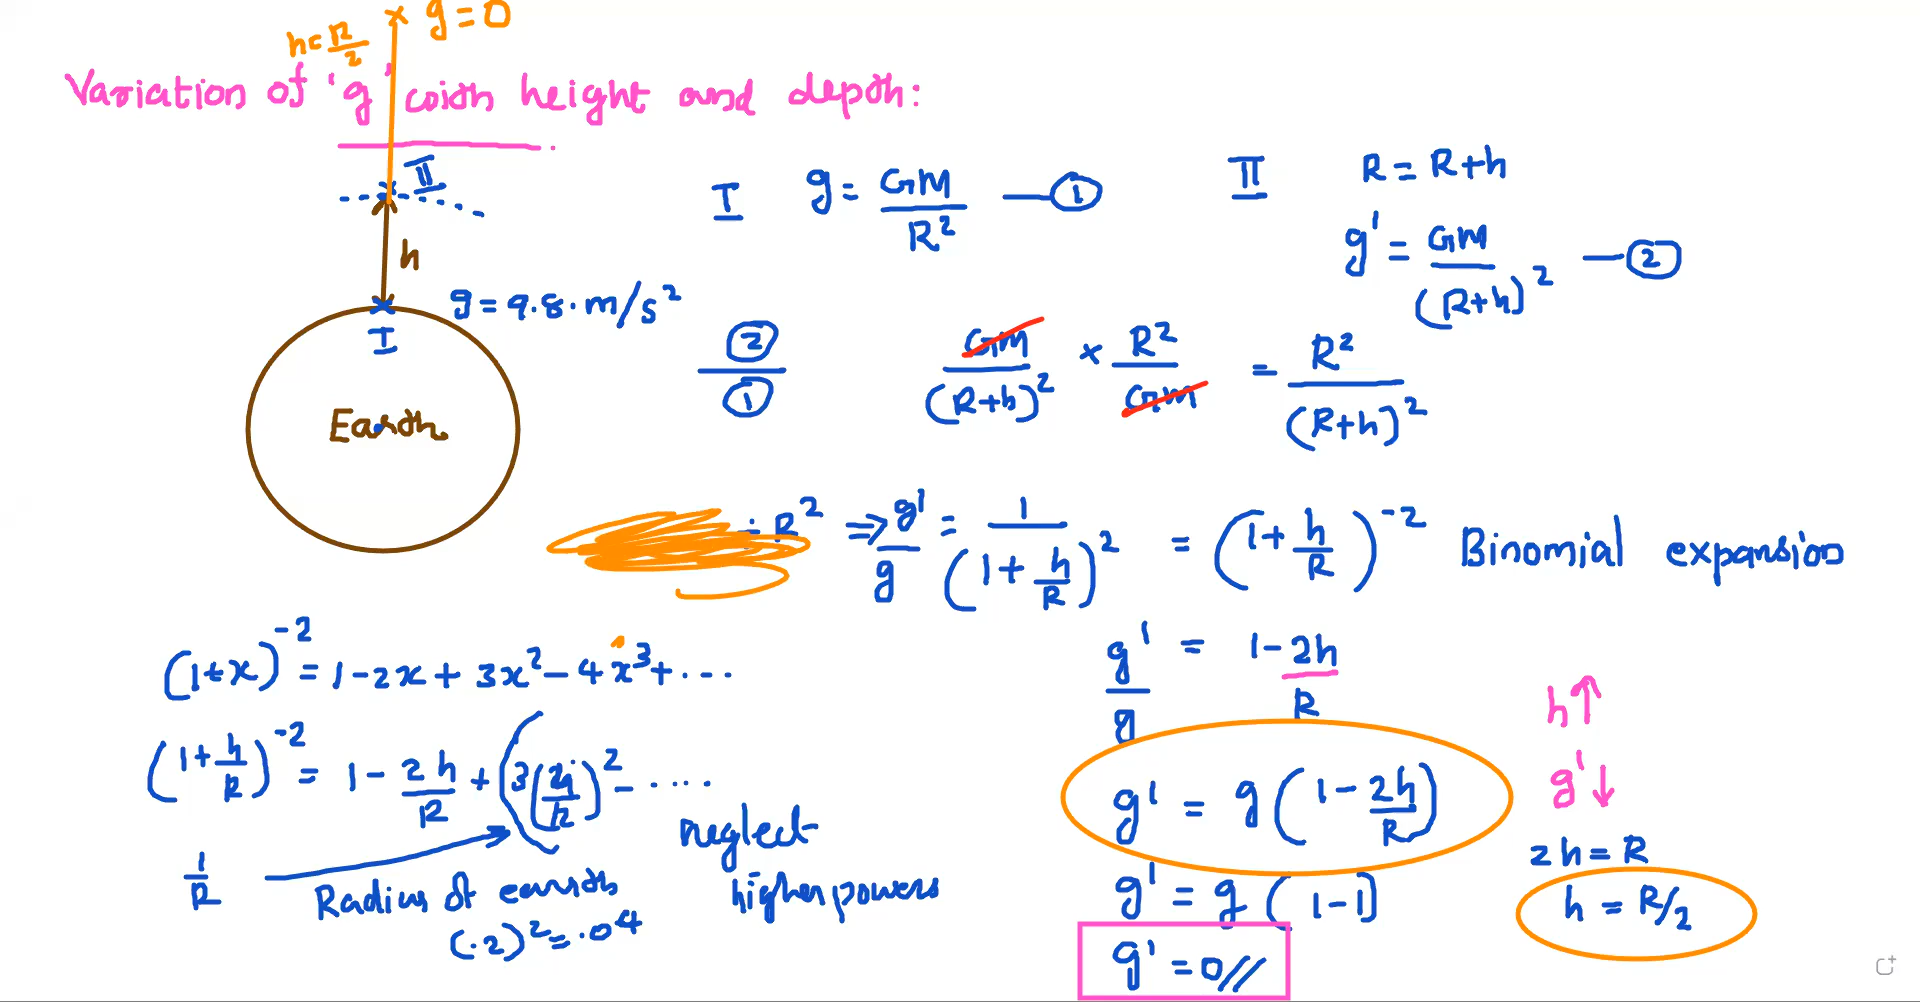 h = R/2 × g = 0
Variation of 'g' with height and depth:
II
h
g = 9.8 · m/s²
I
Earth
I g = GM/R² — ①
II R = R+h
g' = GM/(R+h)² — ②
②/① GM/(R+h)² × R²/GM = R²/(R+h)²
÷ R² ⇒ g'/g = 1/(1 + h/R)² = (1 + h/R)⁻² Binomial expansion
(1+x)⁻² = 1 - 2x + 3x² - 4x³ + ....
(1 + h/R)⁻² = 1 - 2h/R + (3(2h/R)² - .....
neglect
higher powers
1/R → Radius of earth
(.2)² = .04
g'/g = 1 - 2h/R
g' = g(1 - 2h/R)
g' = g(1 - 1)
g' = 0//
h↑
g'↓
2h = R
h = R/2